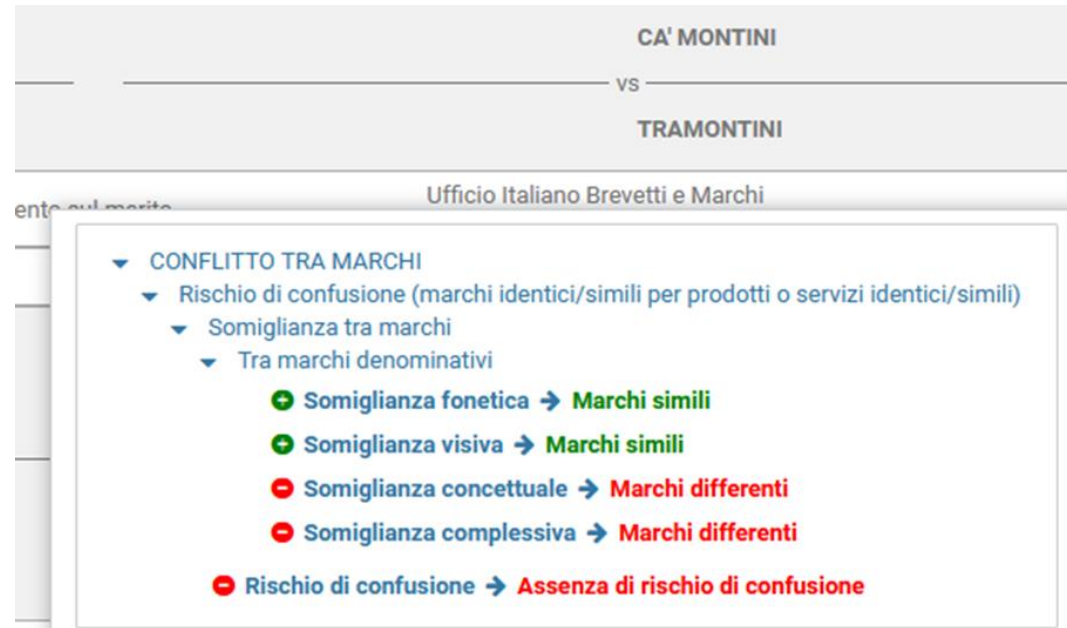 CA' MONTINI
vs
TRAMONTINI
Ufficio Italiano Brevetti e Marchi
CONFLITTO TRA MARCHI
Rischio di confusione (marchi identici/simili per prodotti o servizi identici/simili)
Somiglianza tra marchi
Tra marchi denominativi
Somiglianza fonetica → Marchi simili
Somiglianza visiva → Marchi simili
Somiglianza concettuale → Marchi differenti
Somiglianza complessiva → Marchi differenti
Rischio di confusione → Assenza di rischio di confusione